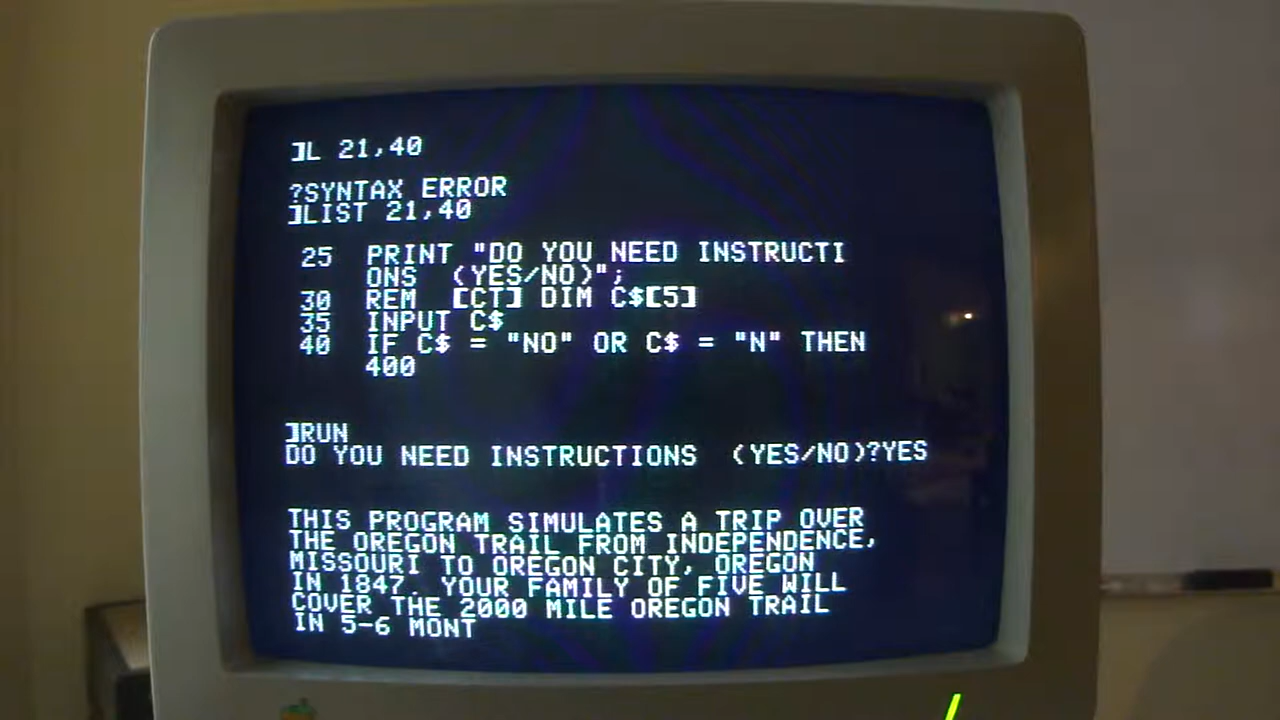 ]L 21,40
?SYNTAX ERROR
]LIST 21,40
25 PRINT "DO YOU NEED INSTRUCTI
ONS (YES/NO)";
30 REM [CT] DIM C$[5]
35 INPUT C$
40 IF C$ = "NO" OR C$ = "N" THEN
400
]RUN
DO YOU NEED INSTRUCTIONS (YES/NO)?YES
THIS PROGRAM SIMULATES A TRIP OVER
THE OREGON TRAIL FROM INDEPENDENCE,
MISSOURI TO OREGON CITY, OREGON
IN 1847. YOUR FAMILY OF FIVE WILL
COVER THE 2000 MILE OREGON TRAIL
IN 5-6 MONT